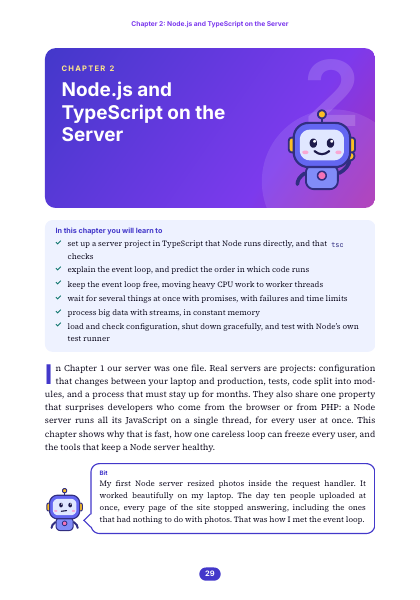 Chapter 2: Node.js and TypeScript on the Server
CHAPTER 2
2
Node.js and
TypeScript on the
Server
In this chapter you will learn to
set up a server project in TypeScript that Node runs directly, and that tsc
checks
explain the event loop, and predict the order in which code runs
keep the event loop free, moving heavy CPU work to worker threads
wait for several things at once with promises, with failures and time limits
process big data with streams, in constant memory
load and check configuration, shut down gracefully, and test with Node's own
test runner
In Chapter 1 our server was one file. Real servers are projects: configuration
that changes between your laptop and production, tests, code split into mod-
ules, and a process that must stay up for months. They also share one property
that surprises developers who come from the browser or from PHP: a Node
server runs all its JavaScript on a single thread, for every user at once. This
chapter shows why that is fast, how one careless loop can freeze every user, and
the tools that keep a Node server healthy.
Bit
My first Node server resized photos inside the request handler. It
worked beautifully on my laptop. The day ten people uploaded at
once, every page of the site stopped answering, including the ones
that had nothing to do with photos. That was how I met the event loop.
29